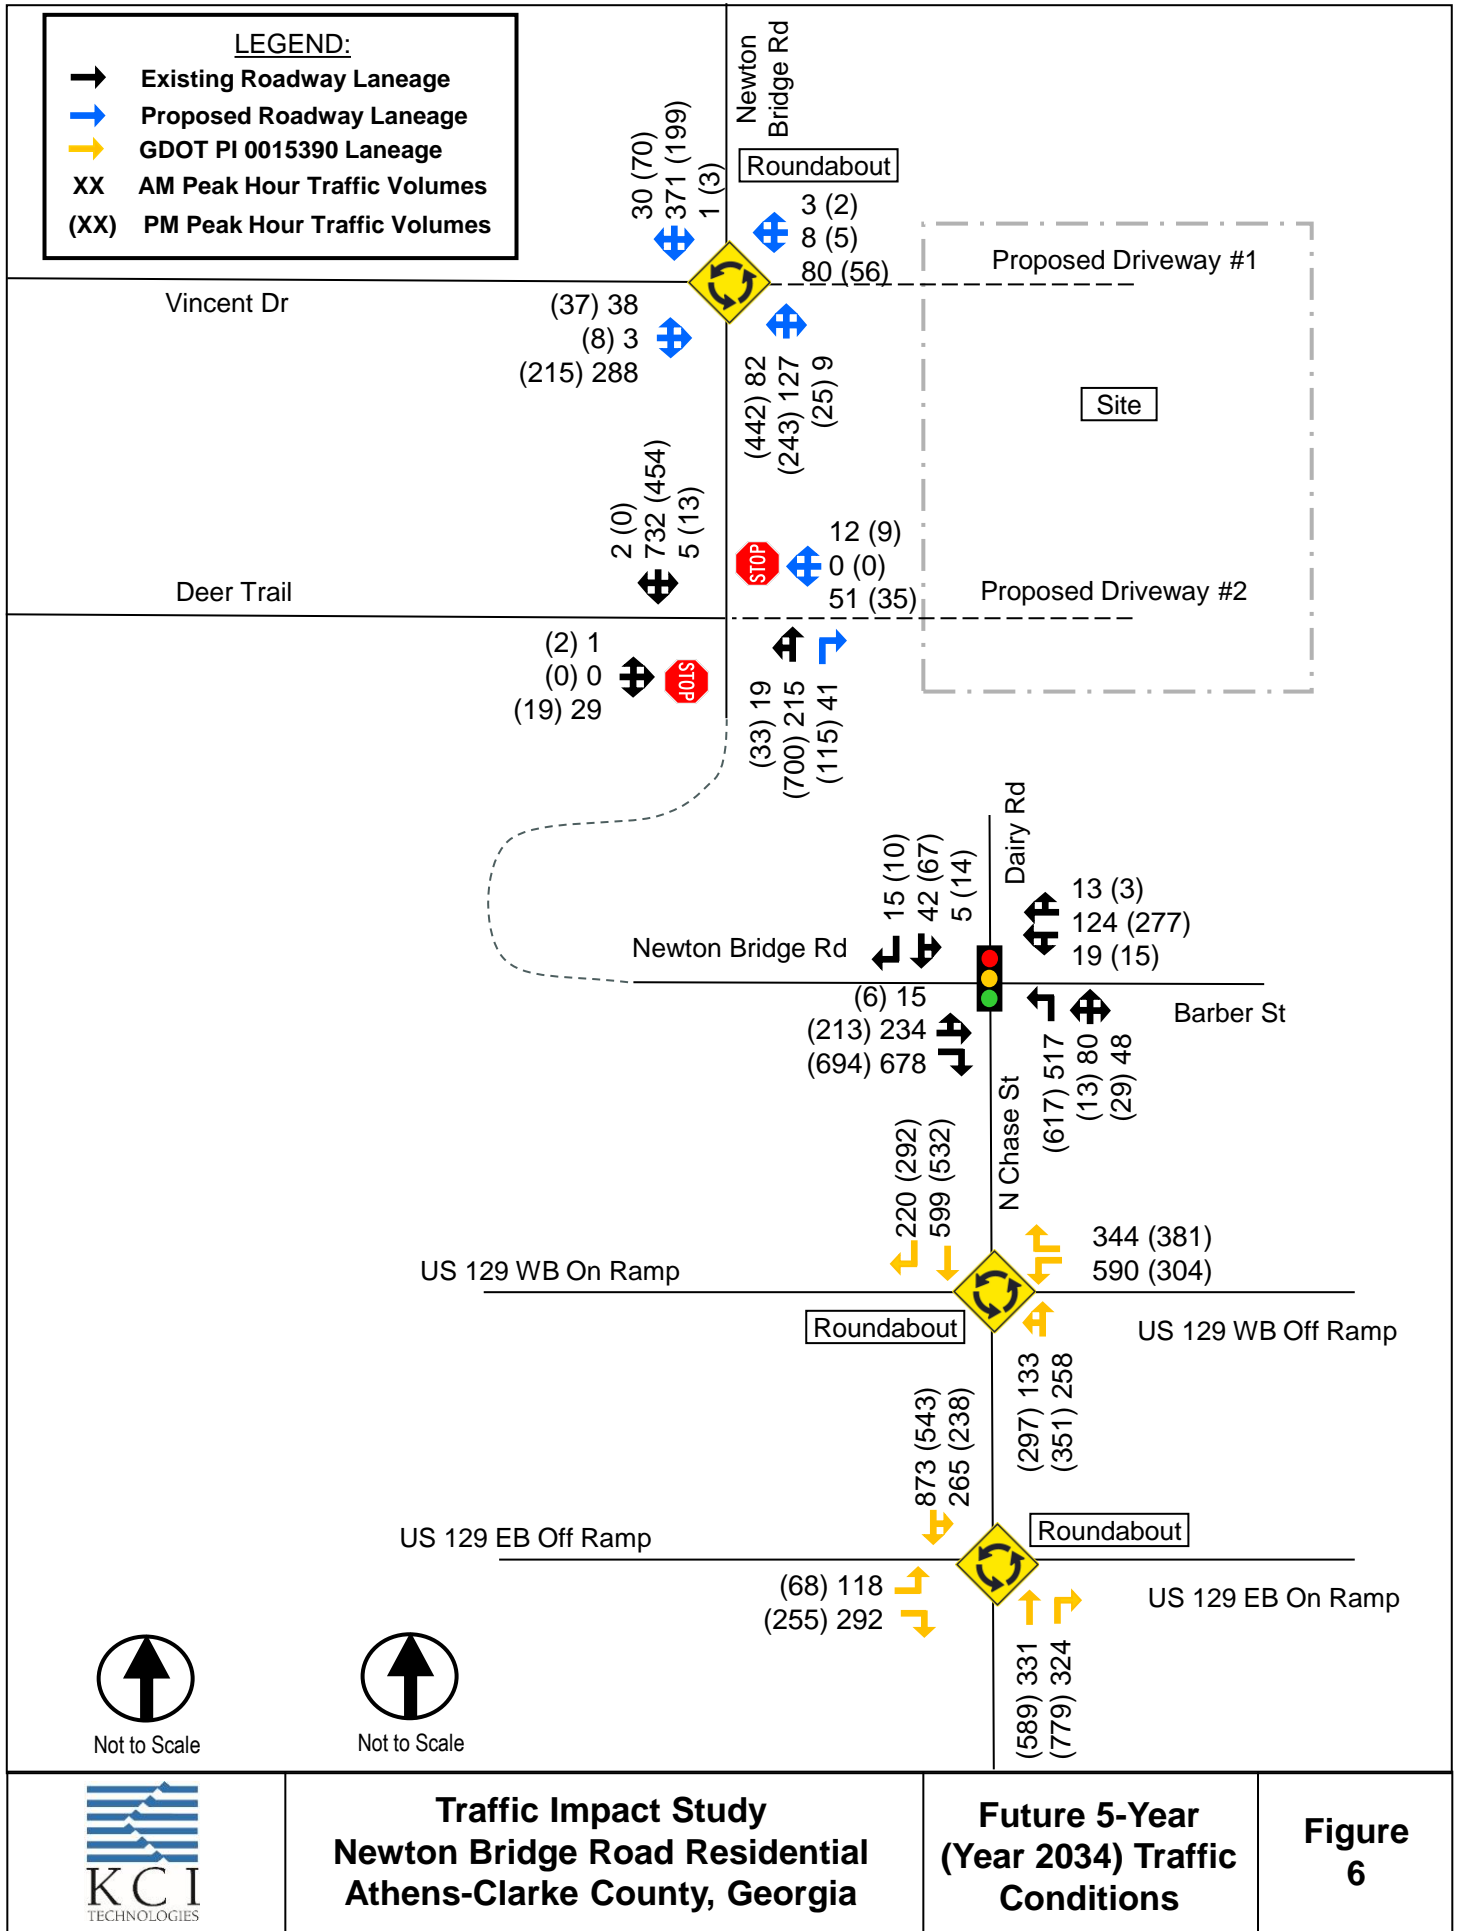 LEGEND:
Existing Roadway Laneage
Proposed Roadway Laneage
GDOT PI 0015390 Laneage
XX AM Peak Hour Traffic Volumes
(XX) PM Peak Hour Traffic Volumes
Newton
Bridge Rd
30 (70)
371 (199)
1 (3)
Roundabout
3 (2)
8 (5)
80 (56)
Proposed Driveway #1
Vincent Dr
(37) 38
(8) 3
(215) 288
(442) 82
(243) 127
(25) 9
Site
2 (0)
732 (454)
5 (13)
STOP
12 (9)
0 (0)
51 (35)
Deer Trail
Proposed Driveway #2
(2) 1
(0) 0
(19) 29
STOP
(33) 19
(700) 215
(115) 41
Dairy Rd
15 (10)
42 (67)
5 (14)
13 (3)
124 (277)
19 (15)
Newton Bridge Rd
(6) 15
(213) 234
(694) 678
Barber St
(617) 517
(13) 80
(29) 48
N Chase St
220 (292)
599 (532)
344 (381)
590 (304)
US 129 WB On Ramp
Roundabout
US 129 WB Off Ramp
(297) 133
(351) 258
873 (543)
265 (238)
Roundabout
US 129 EB Off Ramp
(68) 118
(255) 292
US 129 EB On Ramp
(589) 331
(779) 324
Not to Scale
Not to Scale
KCI
TECHNOLOGIES
Traffic Impact Study
Newton Bridge Road Residential
Athens-Clarke County, Georgia
Future 5-Year
(Year 2034) Traffic
Conditions
Figure
6